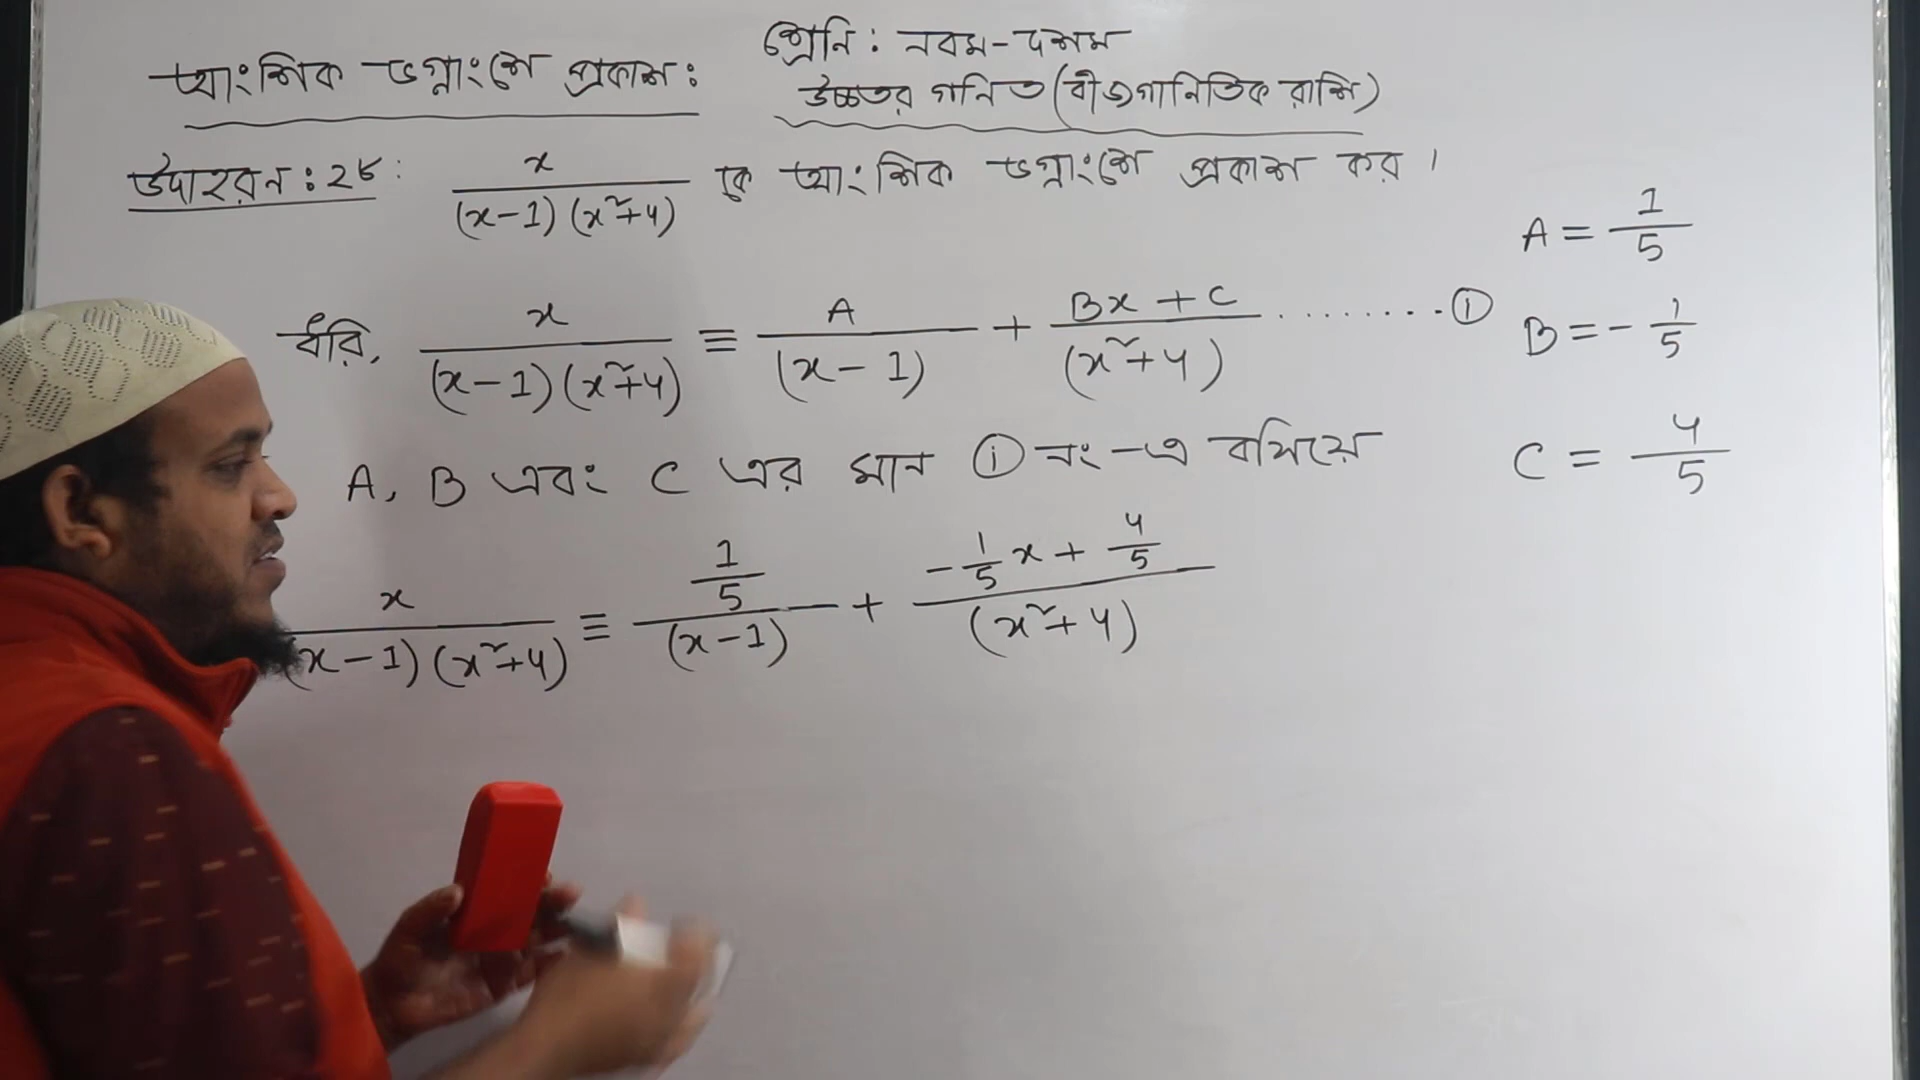 আংশিক ভগ্নাংশে প্রকাশ:
শ্রেনি: নবম-দশম
উচ্চতর গনিত (বীজগানিতিক রাশি)
উদাহরন: ২৮: x/((x-1)(x²+4)) কে আংশিক ভগ্নাংশে প্রকাশ কর।
ধরি, x/((x-1)(x²+4)) ≡ A/(x-1) + (Bx+C)/(x²+4) ......... ①
A, B এবং C এর মান ① নং-এ বসিয়ে
x/((x-1)(x²+4)) ≡ (1/5)/(x-1) + (-1/5 x + 4/5)/(x²+4)
A = 1/5
B = - 1/5
C = 4/5